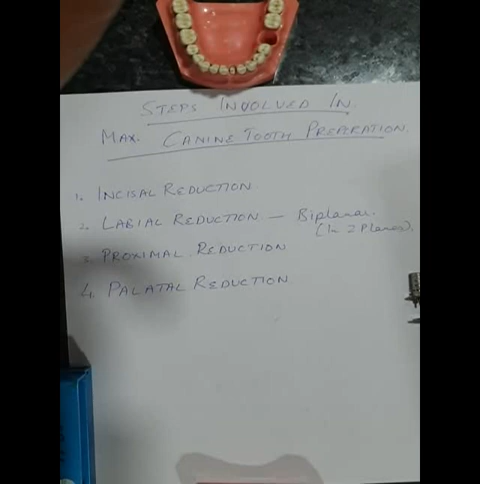 STEPS INVOLVED IN
MAX. CANINE TOOTH PREPERATION.
1. INCISAL REDUCTION
2. LABIAL REDUCTION — Biplanar.
(In 2 Planes).
3. PROXIMAL REDUCTION
4. PALATAL REDUCTION